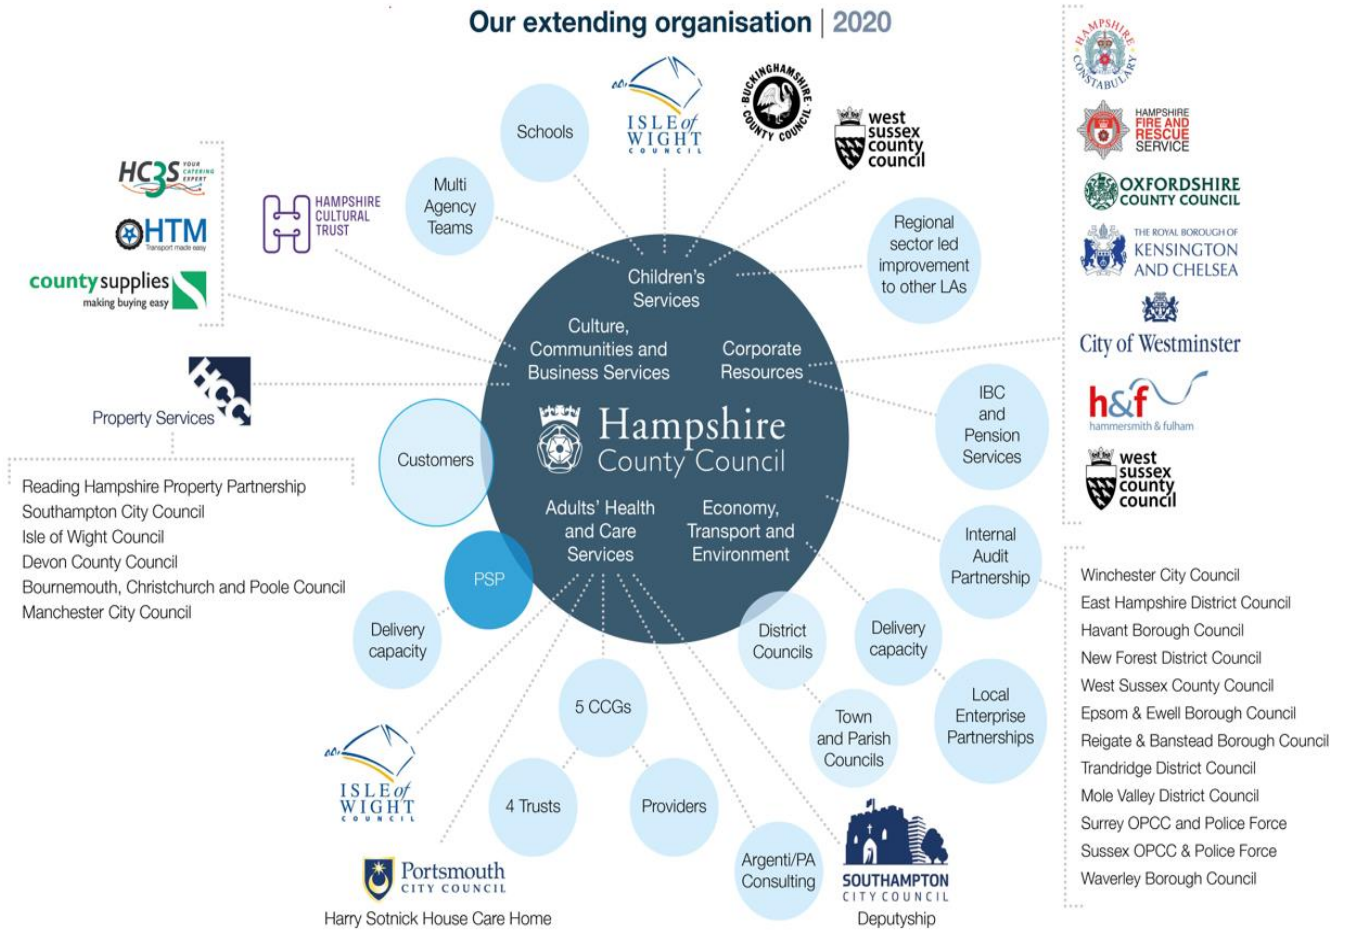 Our extending organisation | 2020
HAMPSHIRE
CONSTABULARY
HAMPSHIRE
FIRE AND
RESCUE
SERVICE
OXFORDSHIRE
COUNTY COUNCIL
THE ROYAL BOROUGH OF
KENSINGTON
AND CHELSEA
City of Westminster
h&f
hammersmith & fulham
west
sussex
county
council
Schools
ISLE of
WIGHT
COUNCIL
BUCKINGHAMSHIRE
COUNTY COUNCIL
west
sussex
county
council
HC3S
YOUR
CATERING
EXPERT
HTM
Transport made easy
county supplies
making buying easy
HAMPSHIRE
CULTURAL
TRUST
Multi
Agency
Teams
Regional
sector led
improvement
to other LAs
Children's
Services
Culture,
Communities and
Business Services
Corporate
Resources
HCC
Property Services
Reading Hampshire Property Partnership
Southampton City Council
Isle of Wight Council
Devon County Council
Bournemouth, Christchurch and Poole Council
Manchester City Council
Customers
Hampshire
County Council
IBC
and
Pension
Services
Adults' Health
and Care
Services
Economy,
Transport and
Environment
Internal
Audit
Partnership
PSP
Delivery
capacity
District
Councils
Delivery
capacity
Winchester City Council
East Hampshire District Council
Havant Borough Council
New Forest District Council
West Sussex County Council
Epsom & Ewell Borough Council
Reigate & Banstead Borough Council
Trandridge District Council
Mole Valley District Council
Surrey OPCC and Police Force
Sussex OPCC & Police Force
Waverley Borough Council
5 CCGs
Town
and Parish
Councils
Local
Enterprise
Partnerships
ISLE of
WIGHT
COUNCIL
4 Trusts
Providers
Portsmouth
CITY COUNCIL
Harry Sotnick House Care Home
Argenti/PA
Consulting
SOUTHAMPTON
CITY COUNCIL
Deputyship